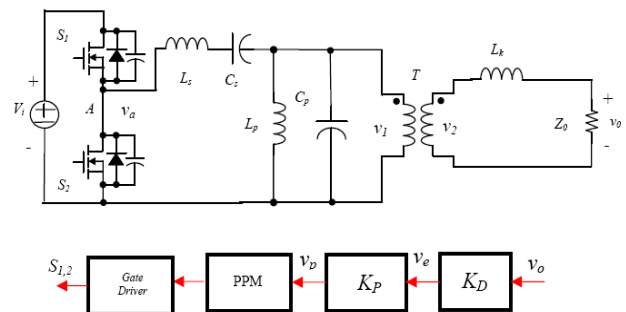 S1
Ls
Cs
Lk
T
+
Vi
-
A
va
Lp
Cp
v1
v2
Z0
+
vo
-
S2
S1,2
Gate
Driver
PPM
vp
KP
ve
KD
vo